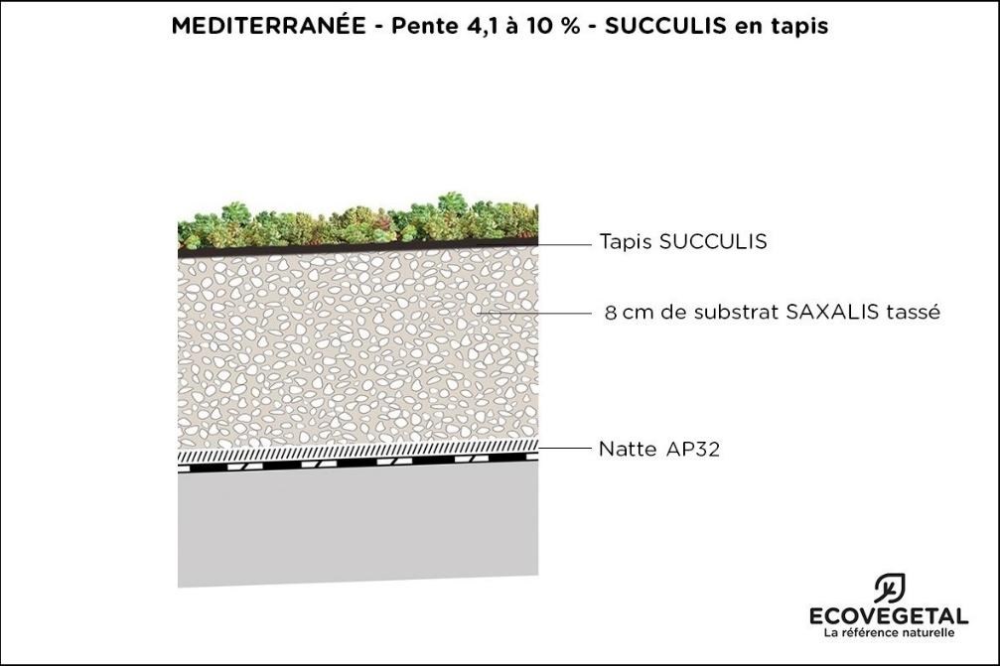 MEDITERRANÉE - Pente 4,1 à 10 % - SUCCULIS en tapis
Tapis SUCCULIS
8 cm de substrat SAXALIS tassé
Natte AP32
ECOVEGETAL
La référence naturelle